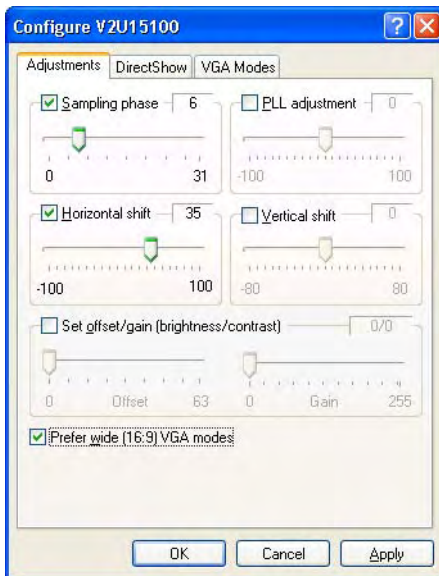 Configure V2U15100
Adjustments DirectShow VGA Modes
Sampling phase 6
0 31
PLL adjustment 0
-100 100
Horizontal shift 35
-100 100
Vertical shift 0
-80 80
Set offset/gain (brightness/contrast) 0/0
0 Offset 63
0 Gain 255
Prefer wide (16:9) VGA modes
OK Cancel Apply